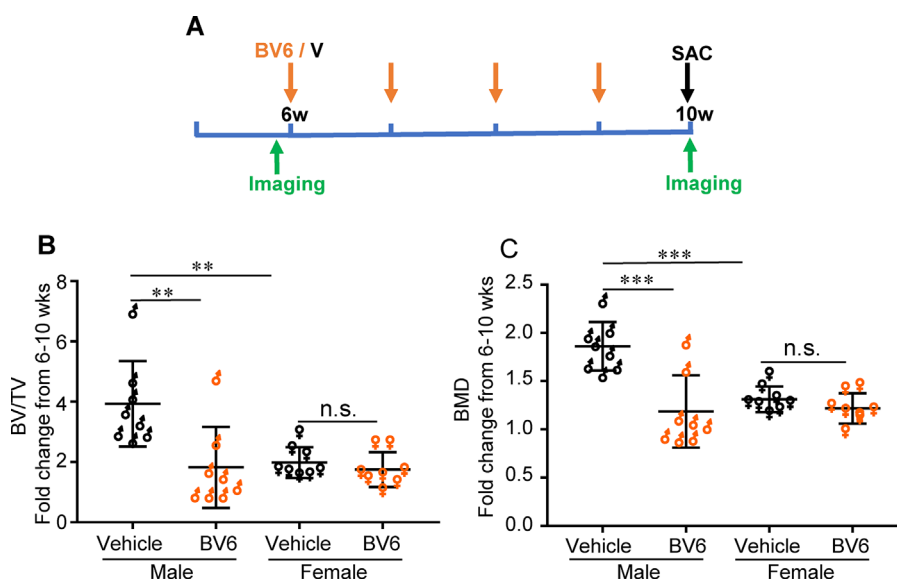 A
BV6 / V
SAC
6w
10w
Imaging
Imaging
B
BV/TV
Fold change from 6-10 wks
8
6
4
2
0
**
**
n.s.
Vehicle
BV6
Vehicle
BV6
Male
Female
C
BMD
Fold change from 6-10 wks
2.5
2.0
1.5
1.0
0.5
0.0
***
***
n.s.
Vehicle
BV6
Vehicle
BV6
Male
Female